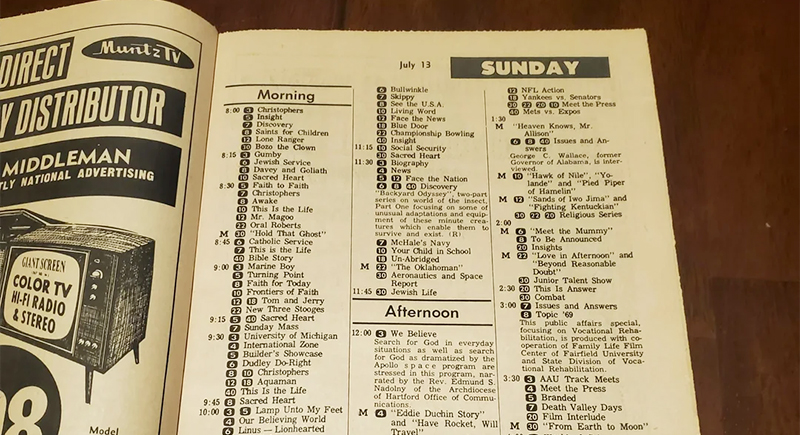 DIRECT
Muntz TV
Y DISTRIBUTOR
MIDDLEMAN
TLY NATIONAL ADVERTISING
GIANT SCREEN
COLOR TV
HI-FI RADIO
& STEREO
98
Model
July 13
SUNDAY
Morning
8:00 3 Christophers
5 Insight
7 Discovery
8 Saints for Children
12 Lone Ranger
30 Bozo the Clown
8:15 3 Gumby
6 Jewish Service
8 Davey and Goliath
10 Sacred Heart
8:30 5 Faith to Faith
7 Christophers
8 Awake
10 This Is the Life
12 Mr. Magoo
22 Oral Roberts
M 30 "Hold That Ghost"
8:45 6 Catholic Service
7 This is the Life
40 Bible Story
9:00 3 Marine Boy
5 Turning Point
8 Faith for Today
10 Frontiers of Faith
12 18 Tom and Jerry
22 New Three Stooges
9:15 5 40 Sacred Heart
7 Sunday Mass
9:30 3 University of Michigan
4 International Zone
5 Builder's Showcase
6 Dudley Do-Right
8 10 Christophers
12 18 Aquaman
40 This Is the Life
9:45 8 Sacred Heart
10:00 3 5 Lamp Unto My Feet
4 Our Believing World
6 Linus — Lionhearted
6 Bullwinkle
7 Skippy
8 See the U.S.A.
10 Living Word
12 Face the News
18 Blue Door
22 Championship Bowling
40 Insight
11:15 10 Social Security
30 Sacred Heart
11:30 3 Biography
4 News
5 12 Face the Nation
6 8 40 Discovery
"Backyard Odyssey", two-part
series on world of the insect.
Part One focusing on some of
unusual adaptations and equip-
ment of these minute crea-
tures which enable them to
survive and exist. (R)
7 McHale's Navy
10 Your Child in School
18 Un-Abridged
M 22 "The Oklahoman"
30 Aeronautics and Space
Report
11:45 30 Jewish Life
Afternoon
12:00 3 We Believe
Search for God in everyday
situations as well as search
for God as dramatized by the
Apollo space program are
stressed in this program, nar-
rated by the Rev. Edmund S.
Nadolny of the Archdiocese
of Hartford Office of Commu-
nications.
M 4 "Eddie Duchin Story"
and "Have Rocket, Will
Travel"
12 NFL Action
18 Yankees vs. Senators
30 22 20 10 Meet the Press
40 Mets vs. Expos
1:30
M "Heaven Knows, Mr.
Allison"
6 8 40 Issues and An-
swers
George C. Wallace, former
Governor of Alabama, is inter-
viewed.
M 10 "Hawk of Nile", "Yo-
lande" and "Pied Piper
of Hamelin"
M 12 "Sands of Iwo Jima" and
"Fighting Kentuckian"
30 22 20 Religious Series
2:00
M 6 "Meet the Mummy"
8 To Be Announced
20 Insights
M 22 "Love in Afternoon" and
"Beyond Reasonable
Doubt"
30 Junior Talent Show
2:30 20 This Is Answer
30 Combat
3:00 7 Issues and Answers
8 Topic '69
This public affairs special,
focusing on Vocational Reha-
bilitation, is produced with co-
operation of Family Life Film
Center of Fairfield University
and State Division of Voca-
tional Rehabilitation.
3:30 3 AAU Track Meets
4 Meet the Press
5 Branded
7 Death Valley Days
20 Film Interlude
M 30 "From Earth to Moon"